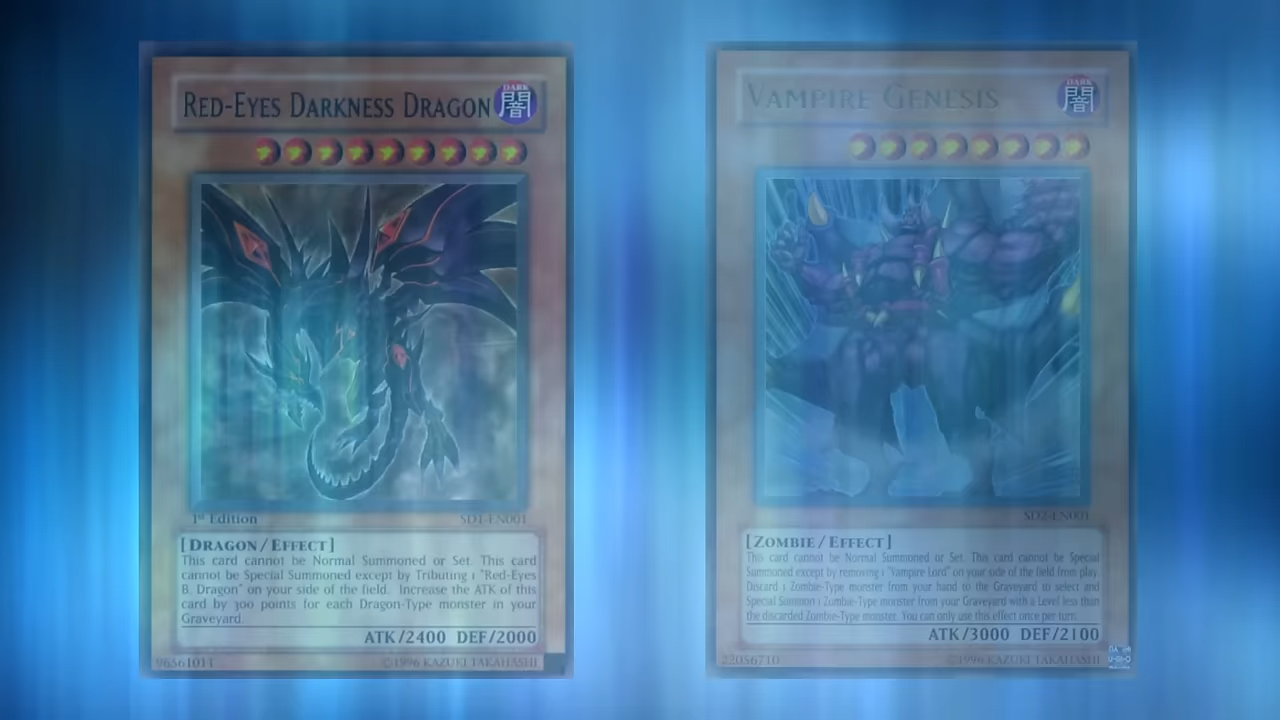 RED-EYES DARKNESS DRAGON
DARK
闇
1st Edition
SD1-EN001
[DRAGON/EFFECT]
This card cannot be Normal Summoned or Set. This card
cannot be Special Summoned except by Tributing 1 "Red-Eyes
B. Dragon" on your side of the field. Increase the ATK of this
card by 300 points for each Dragon-Type monster in your
Graveyard.
ATK/2400 DEF/2000
96561011
©1996 KAZUKI TAKAHASHI
VAMPIRE GENESIS
DARK
闇
SD2-EN001
[ZOMBIE/EFFECT]
This card cannot be Normal Summoned or Set. This card cannot be Special
Summoned except by removing 1 "Vampire Lord" on your side of the field from play.
Discard 1 Zombie-Type monster from your hand to the Graveyard to select and
Special Summon 1 Zombie-Type monster from your Graveyard with a Level less than
the discarded Zombie-Type monster. You can only use this effect once per turn.
ATK/3000 DEF/2100
22056710
©1996 KAZUKI TAKAHASHI